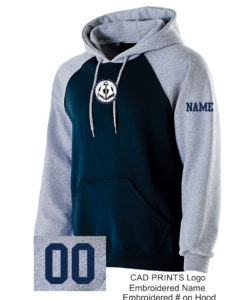 NAME
00
CAD PRINTS Logo
Embroidered Name
Embroidered # on Hood